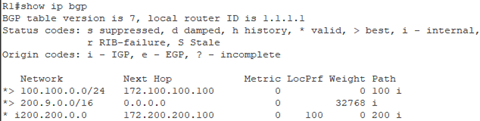 R1#show ip bgp
BGP table version is 7, local router ID is 1.1.1.1
Status codes: s suppressed, d damped, h history, * valid, > best, i - internal,
              r RIB-failure, S Stale
Origin codes: i - IGP, e - EGP, ? - incomplete
   Network          Next Hop            Metric LocPrf Weight Path
*> 100.100.0.0/24   172.100.100.100          0             0 100 i
*> 200.9.0.0/16     0.0.0.0                  0         32768 i
* i200.200.0.0      172.200.200.100          0    100      0 200 i